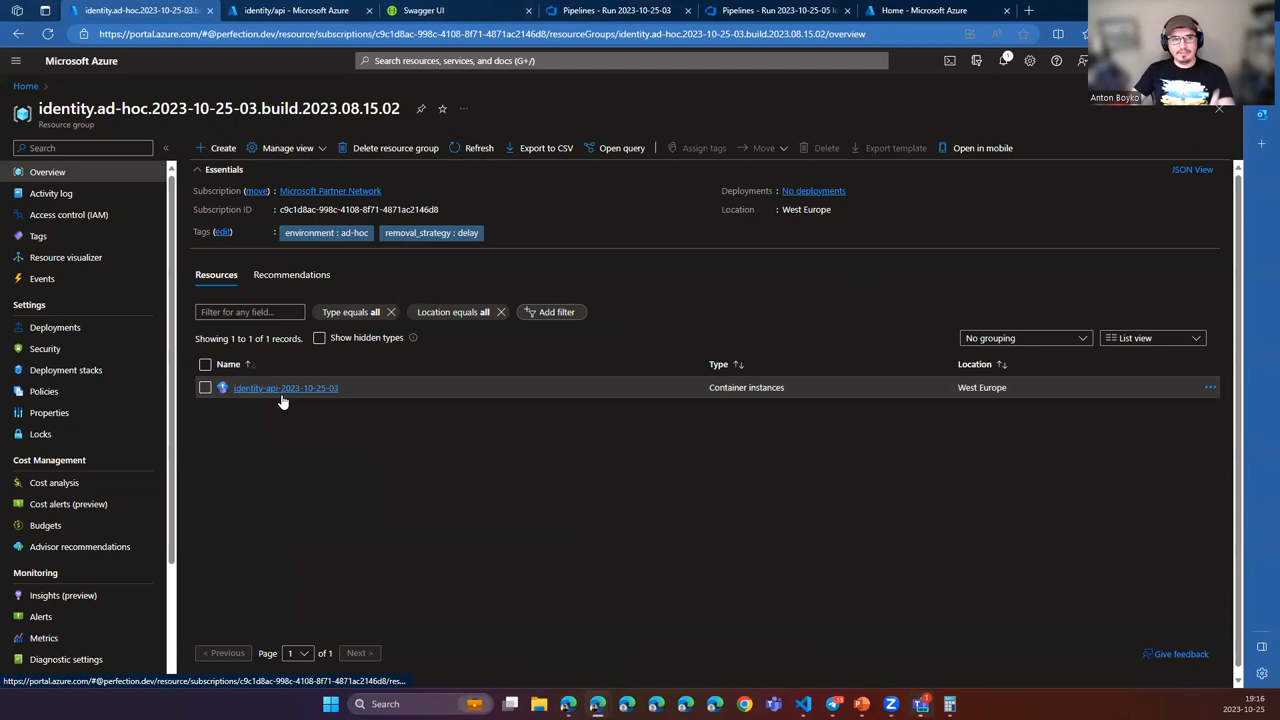 identity.ad-hoc.2023-10-25-03.bui
identity/api - Microsoft Azure
Swagger UI
Pipelines - Run 2023-10-25-03
Pipelines - Run 2023-10-05 l
Home - Microsoft Azure
https://portal.azure.com/#@perfection.dev/resource/subscriptions/c9c1d8ac-998c-4108-8f71-4871ac2146d8/resourceGroups/identity.ad-hoc.2023-10-25-03.build.2023.08.15.02/overview
Microsoft Azure
Search resources, services, and docs (G+/)
1
Anton Boyko
Home
identity.ad-hoc.2023-10-25-03.build.2023.08.15.02
Resource group
Search
Create
Manage view
Delete resource group
Refresh
Export to CSV
Open query
Assign tags
Move
Delete
Export template
Open in mobile
Overview
Activity log
Access control (IAM)
Tags
Resource visualizer
Events
Settings
Deployments
Security
Deployment stacks
Policies
Properties
Locks
Cost Management
Cost analysis
Cost alerts (preview)
Budgets
Advisor recommendations
Monitoring
Insights (preview)
Alerts
Metrics
Diagnostic settings
Essentials
JSON View
Subscription (move) : Microsoft Partner Network
Deployments : No deployments
Subscription ID : c9c1d8ac-998c-4108-8f71-4871ac2146d8
Location : West Europe
Tags (edit) : environment : ad-hoc removal_strategy : delay
Resources
Recommendations
Filter for any field...
Type equals all
Location equals all
Add filter
Showing 1 to 1 of 1 records.
Show hidden types
No grouping
List view
Name
Type
Location
identity-api-2023-10-25-03
Container instances
West Europe
< Previous
Page 1 of 1
Next >
Give feedback
https://portal.azure.com/#@perfection.dev/resource/subscriptions/c9c1d8ac-998c-4108-8f71-4871ac2146d8/res...
Search
19:16
2023-10-25